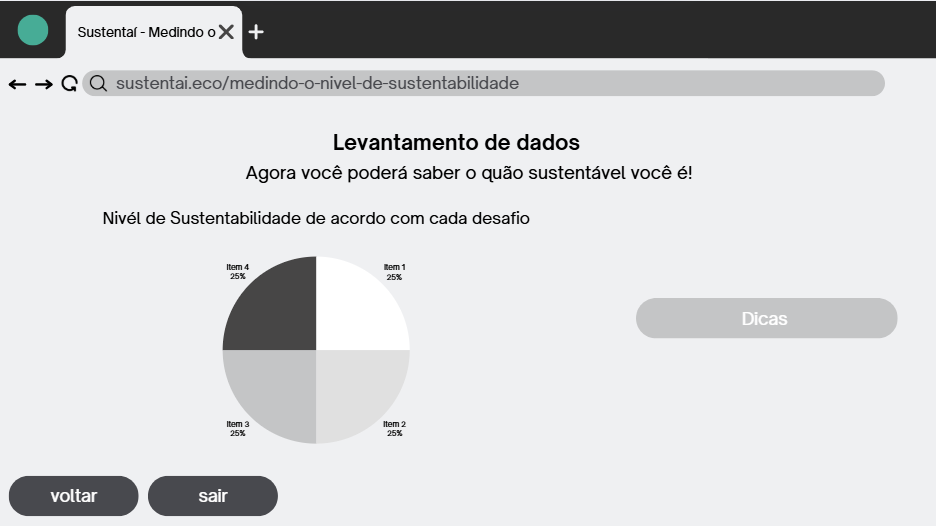 Sustentaí - Medindo o
sustentai.eco/medindo-o-nivel-de-sustentabilidade
Levantamento de dados
Agora você poderá saber o quão sustentável você é!
Nivél de Sustentabilidade de acordo com cada desafio
Item 4
25%
Item 1
25%
Dicas
Item 3
25%
Item 2
25%
voltar
sair